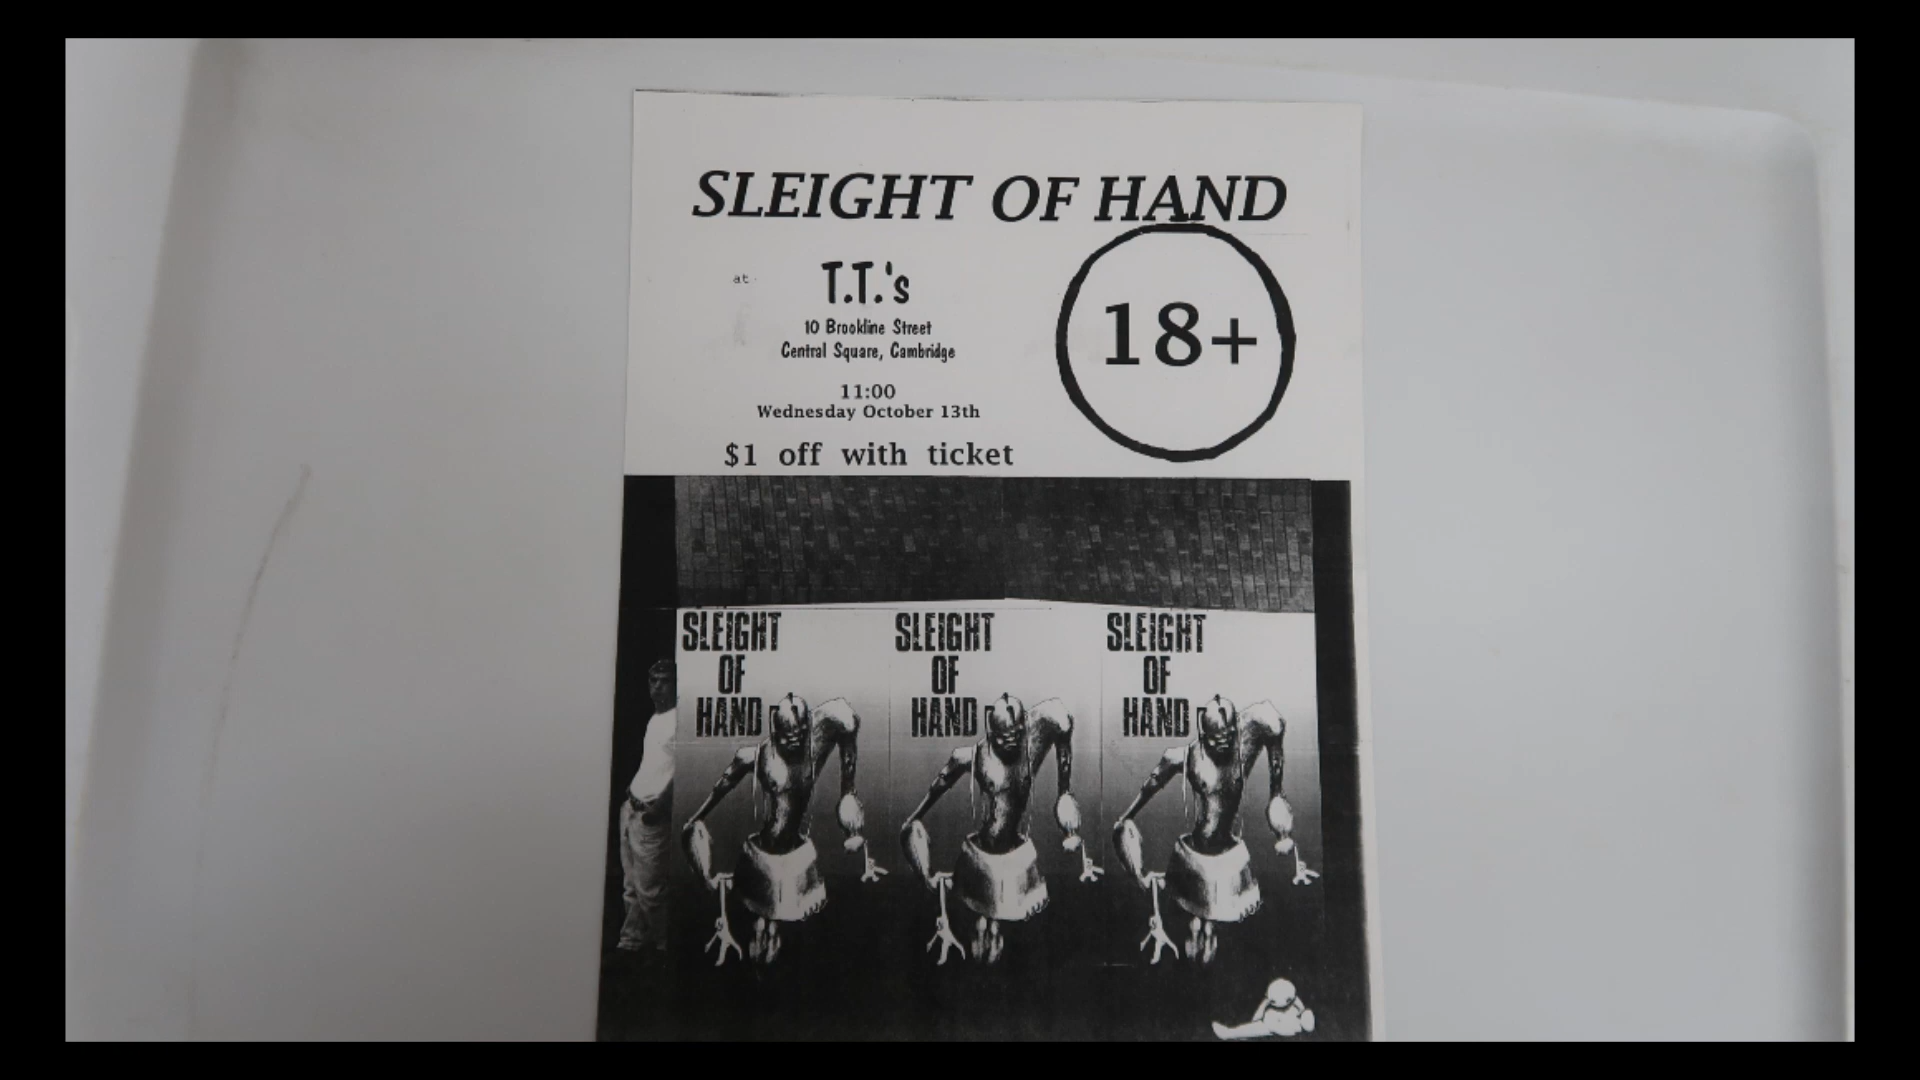 SLEIGHT OF HAND
at
T.T.'s
10 Brookline Street
Central Square, Cambridge
18+
11:00
Wednesday October 13th
$1 off with ticket
SLEIGHT
OF
HAND
SLEIGHT
OF
HAND
SLEIGHT
OF
HAND